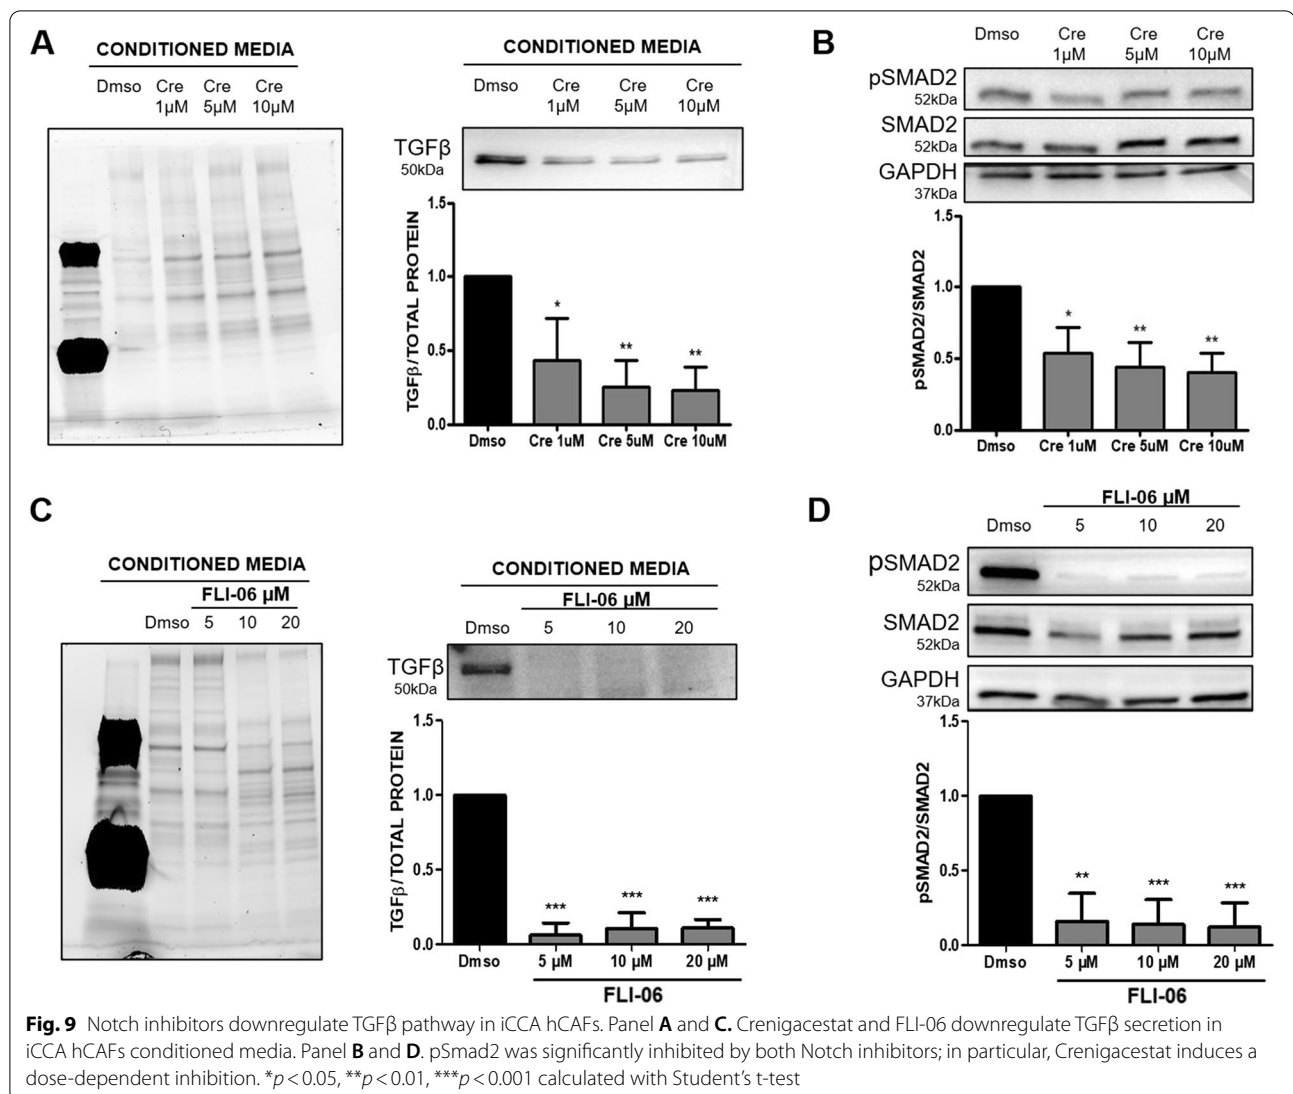 A
CONDITIONED MEDIA
Dmso Cre Cre Cre
1µM 5µM 10µM
CONDITIONED MEDIA
Dmso Cre Cre Cre
1µM 5µM 10µM
TGFβ
50kDa
1.5
1.0
0.5
0.0
TGFβ/TOTAL PROTEIN
*
**
**
Dmso Cre 1uM Cre 5uM Cre 10uM
B
Dmso Cre Cre Cre
1µM 5µM 10µM
pSMAD2
52kDa
SMAD2
52kDa
GAPDH
37kDa
1.5
1.0
0.5
0.0
pSMAD2/SMAD2
*
**
**
Dmso Cre 1uM Cre 5uM Cre 10uM
C
CONDITIONED MEDIA
FLI-06 µM
Dmso 5 10 20
CONDITIONED MEDIA
FLI-06 µM
Dmso 5 10 20
TGFβ
50kDa
1.5
1.0
0.5
0.0
TGFβ/TOTAL PROTEIN
***
***
***
Dmso 5 µM 10 µM 20 µM
FLI-06
D
FLI-06 µM
Dmso 5 10 20
pSMAD2
52kDa
SMAD2
52kDa
GAPDH
37kDa
1.5
1.0
0.5
0.0
pSMAD2/SMAD2
**
***
***
Dmso 5 µM 10 µM 20 µM
FLI-06
Fig. 9 Notch inhibitors downregulate TGFβ pathway in iCCA hCAFs. Panel A and C. Crenigacestat and FLI-06 downregulate TGFβ secretion in
iCCA hCAFs conditioned media. Panel B and D. pSmad2 was significantly inhibited by both Notch inhibitors; in particular, Crenigacestat induces a
dose-dependent inhibition. *p < 0.05, **p < 0.01, ***p < 0.001 calculated with Student's t-test